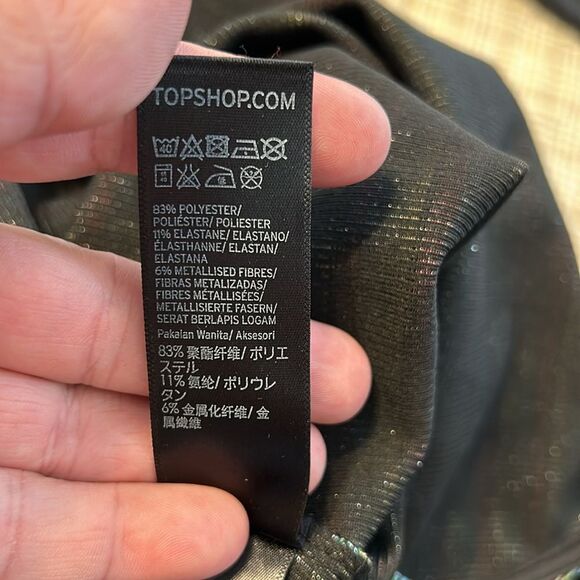 TOPSHOP.COM
40
83% POLYESTER/
POLIÉSTER/ POLIESTER
11% ELASTANE/ ELASTANO/
ÉLASTHANNE/ ELASTAN/
ELASTANA
6% METALLISED FIBRES/
FIBRAS METALIZADAS/
FIBRES MÉTALLISÉES/
METALLISIERTE FASERN/
SERAT BERLAPIS LOGAM
Pakaian Wanita/ Aksesori
83% 聚酯纤维/ ポリエ
ステル
11% 氨纶/ ポリウレ
タン
6% 金属化纤维/ 金
属繊維